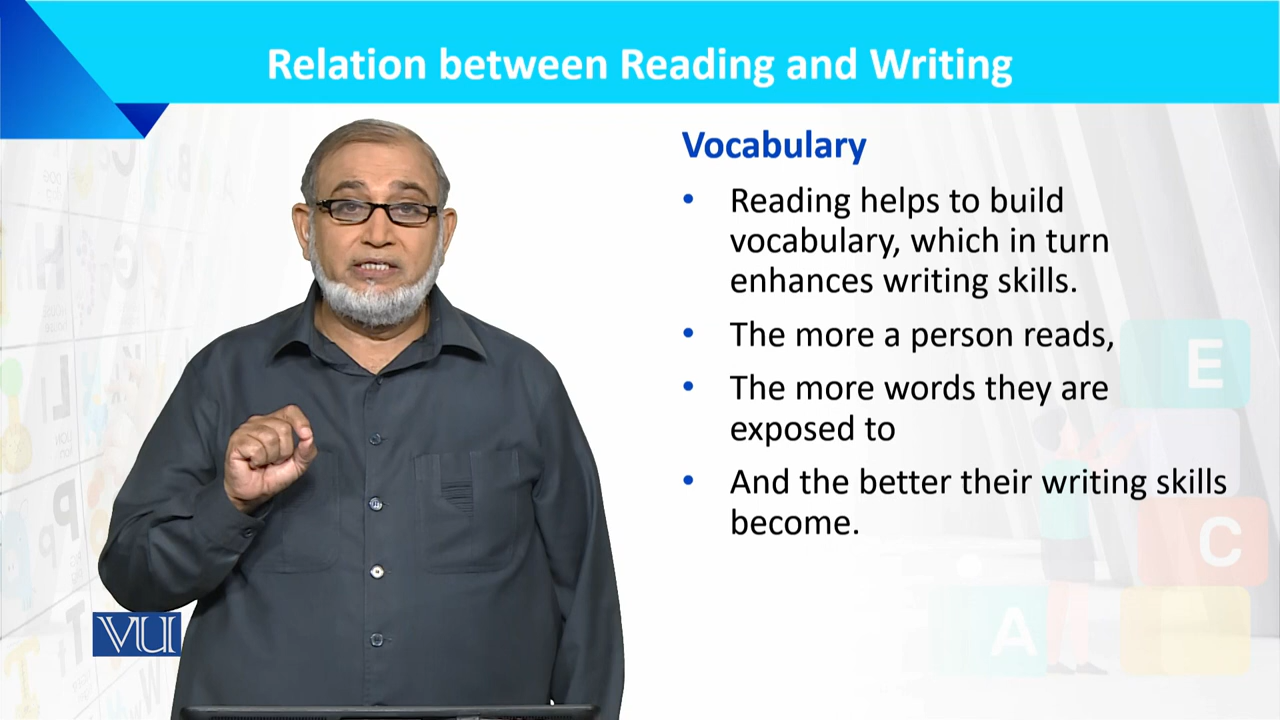 Relation between Reading and Writing
Vocabulary
• Reading helps to build
vocabulary, which in turn
enhances writing skills.
• The more a person reads,
• The more words they are
exposed to
• And the better their writing skills
become.
VU
E
C
A